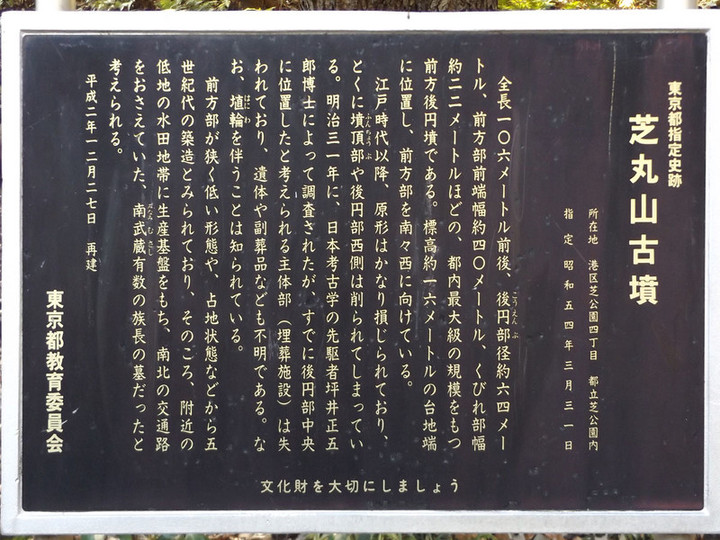 東京都指定史跡
芝丸山古墳
所在地 港区芝公園四丁目 都立芝公園内
指定 昭和五四年三月三一日
全長一〇六メートル前後、後円部径約六四メー
トル、前方部前端幅約四〇メートル、くびれ部幅
約二二メートルほどの、都内最大級の規模をもつ
前方後円墳である。標高約一六メートルの台地端
に位置し、前方部を南々西に向けている。
江戸時代以降、原形はかなり損じられており、
とくに墳頂部や後円部西側は削られてしまってい
る。明治三一年に、日本考古学の先駆者坪井正五
郎博士によって調査されたが、すでに後円部中央
に位置したと考えられる主体部（埋葬施設）は失
われており、遺体や副葬品なども不明である。な
お、埴輪を伴うことは知られている。
前方部が狭く低い形態や、占地状態などから五
世紀代の築造とみられており、そのころ、附近の
低地の水田地帯に生産基盤をもち、南北の交通路
をおさえていた、南武蔵有数の族長の墓だったと
考えられる。
平成二年一二月二七日 再建
東京都教育委員会
文化財を大切にしましょう